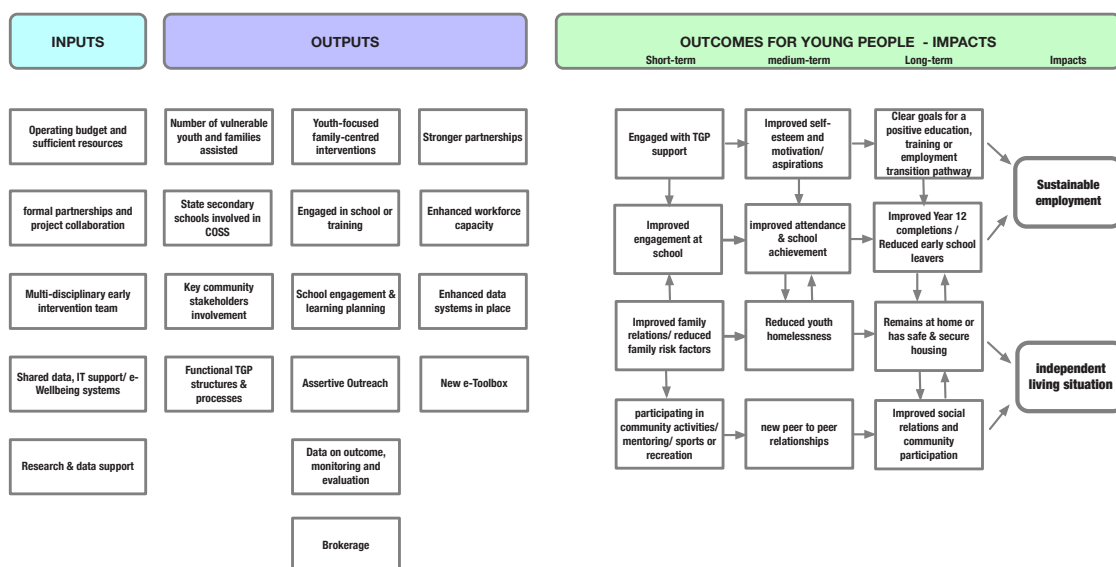 INPUTS
OUTPUTS
OUTCOMES FOR YOUNG PEOPLE - IMPACTS
Short-term
medium-term
Long-term
Impacts
Operating budget and
sufficient resources
formal partnerships and
project collaboration
Multi-disciplinary early
intervention team
Shared data, IT support/ e-
Wellbeing systems
Research & data support
Number of vulnerable
youth and families
assisted
State secondary
schools involved in
COSS
Key community
stakeholders
involvement
Functional TGP
structures &
processes
Youth-focused
family-centred
interventions
Engaged in school or
training
School engagement &
learning planning
Assertive Outreach
Data on outcome,
monitoring and
evaluation
Brokerage
Stronger partnerships
Enhanced workforce
capacity
Enhanced data
systems in place
New e-Toolbox
Engaged with TGP
support
Improved
engagement at
school
Improved family
relations/ reduced
family risk factors
participating in
community activities/
mentoring/ sports or
recreation
Improved self-
esteem and
motivation/
aspirations
improved attendance
& school
achievement
Reduced youth
homelessness
new peer to peer
relationships
Clear goals for a
positive education,
training or
employment
transition pathway
Improved Year 12
completions /
Reduced early school
leavers
Remains at home or
has safe & secure
housing
Improved social
relations and
community
participation
Sustainable
employment
independent
living situation